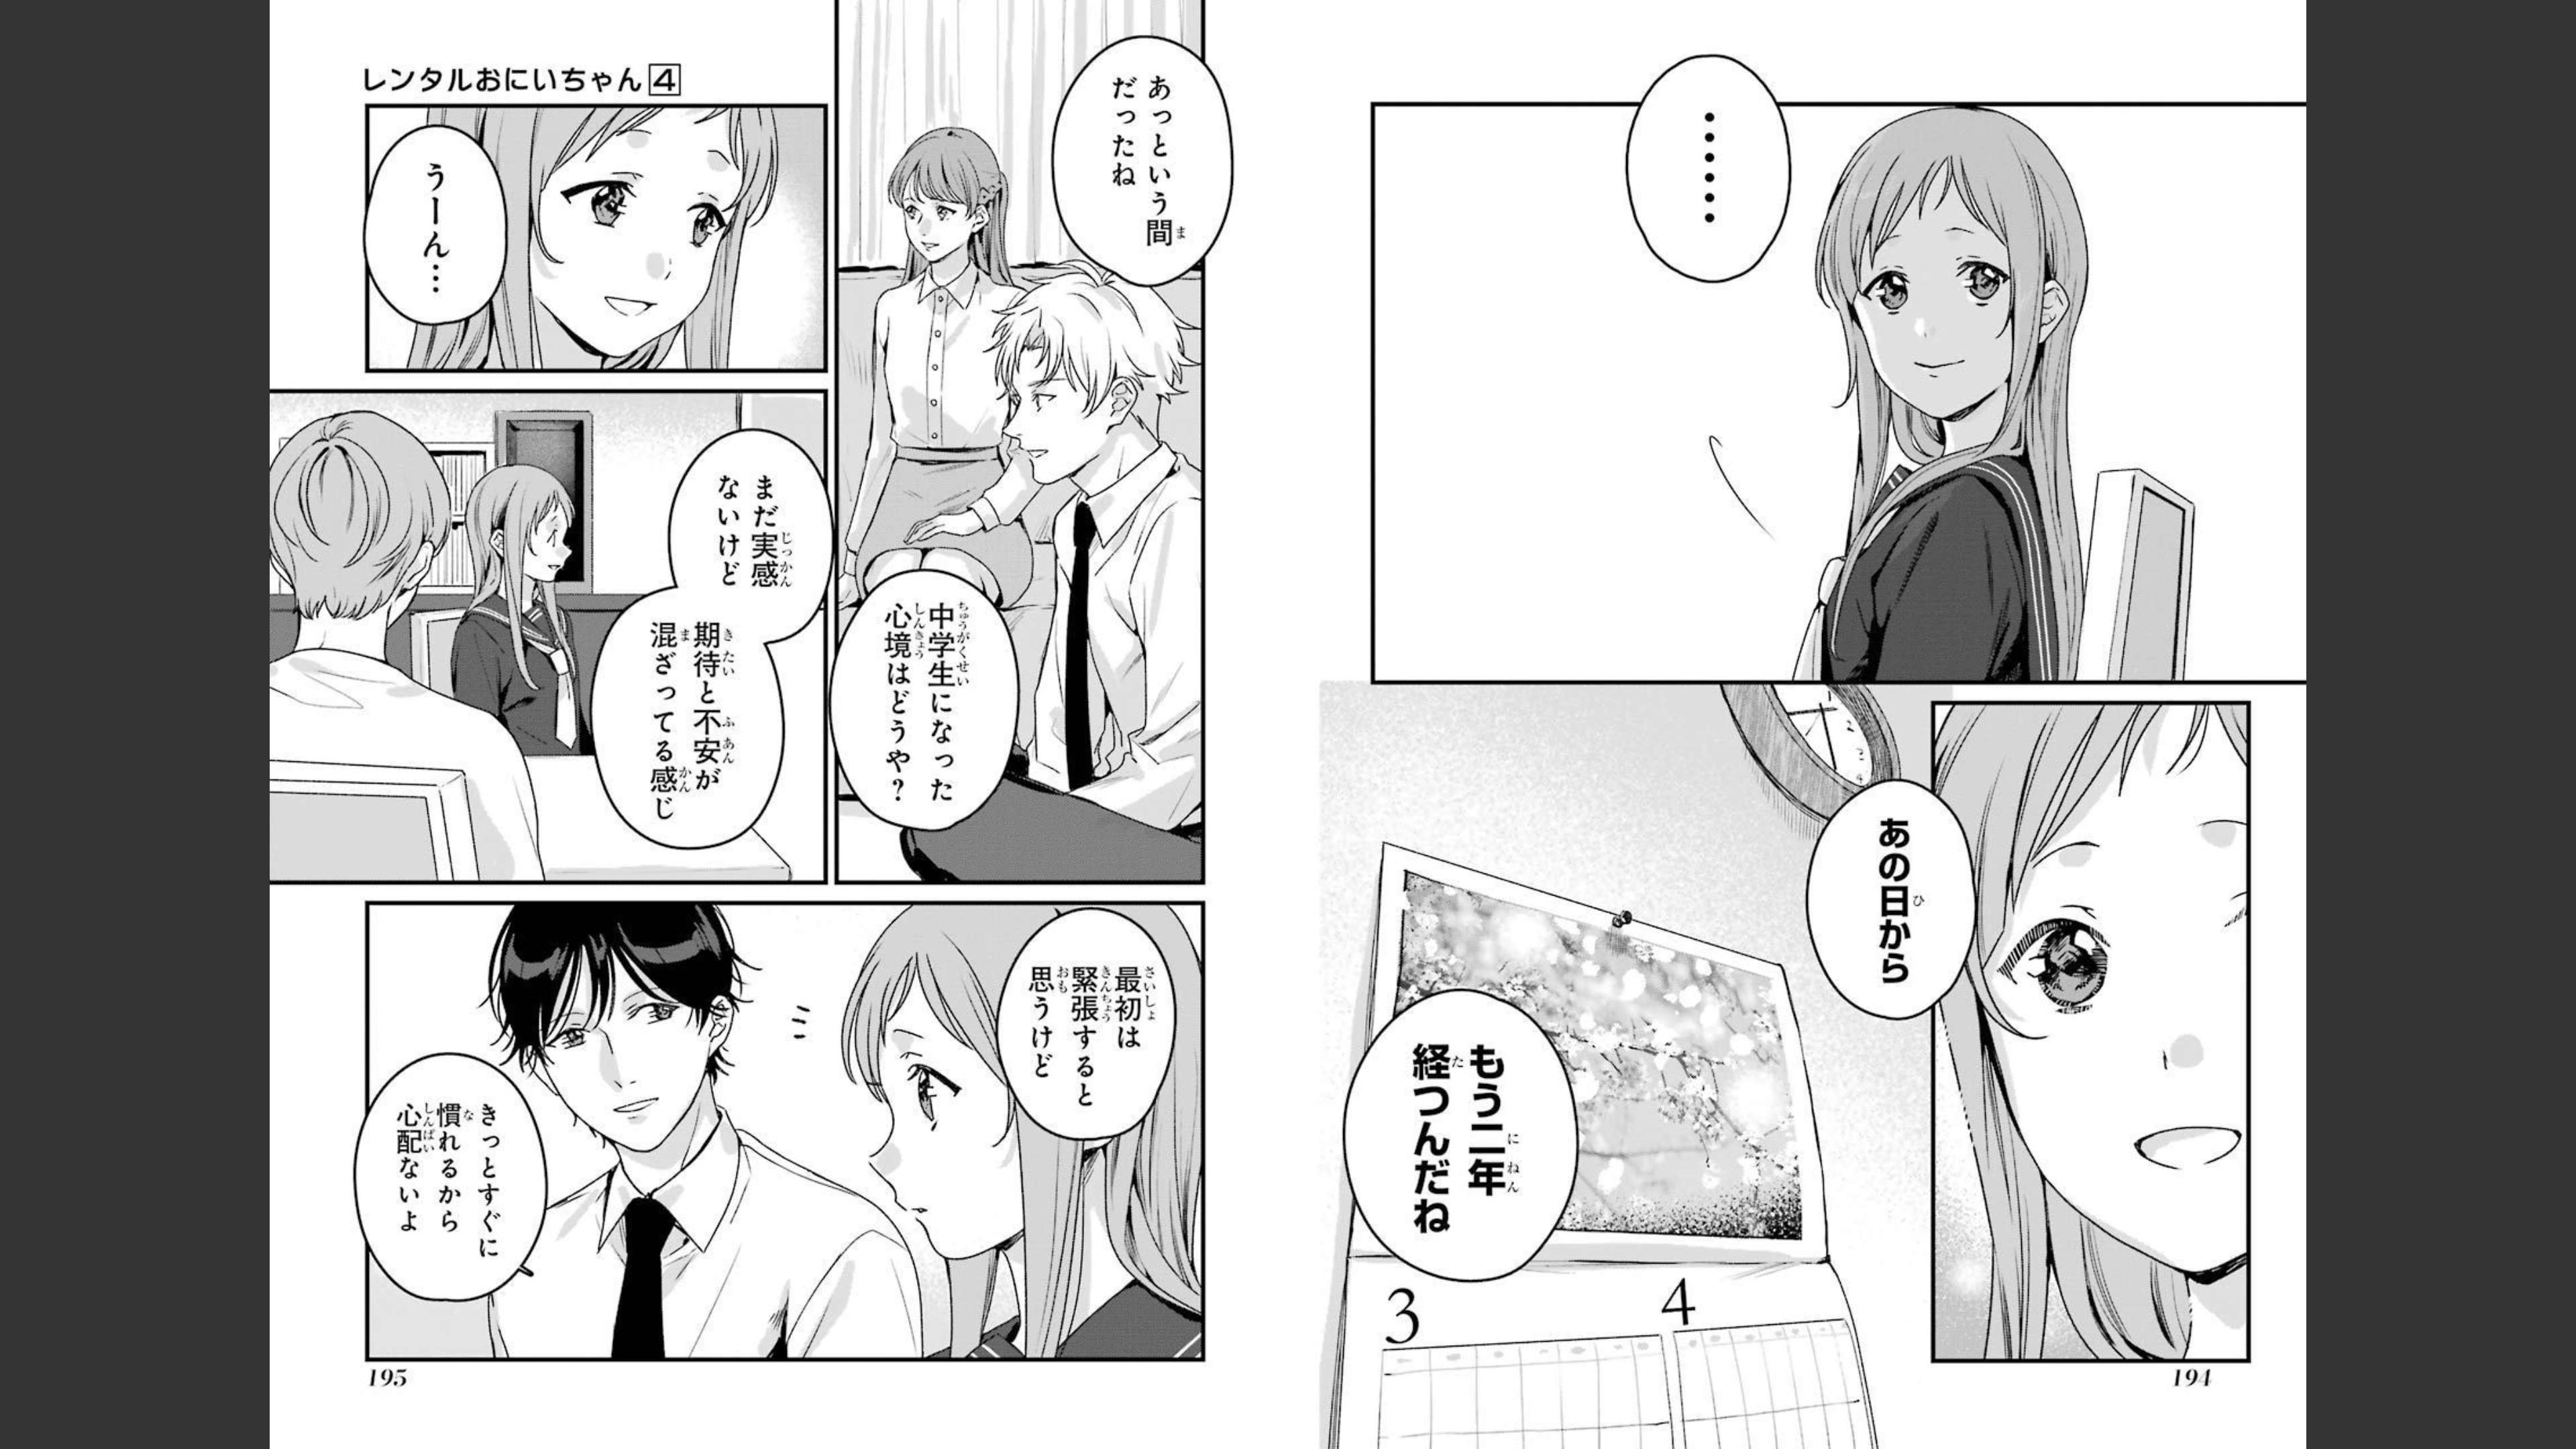 ……
あの日から
もう二年
経つんだね
3
4
194
レンタルおにいちゃん4
あっという間
だったね
中学生になった
心境はどうや？
うーん…
まだ実感
ないけど
期待と不安が
混ざってる感じ
最初は
緊張すると
思うけど
きっとすぐに
慣れるから
心配ないよ
195